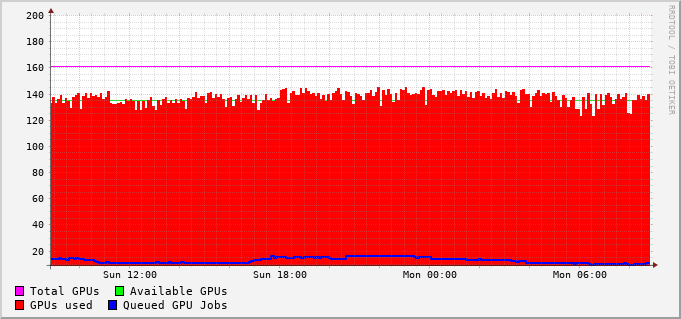 200
180
160
140
120
100
80
60
40
20
Sun 12:00 Sun 18:00 Mon 00:00 Mon 06:00
Total GPUs Available GPUs
GPUs used Queued GPU Jobs
RRDTOOL / TOBI OETIKER